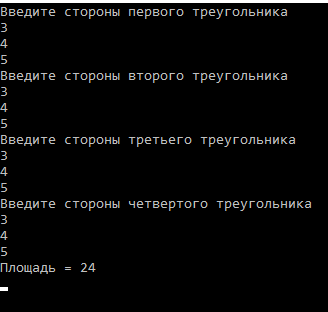 Введите стороны первого треугольника
3
4
5
Введите стороны второго треугольника
3
4
5
Введите стороны третьего треугольника
3
4
5
Введите стороны четвертого треугольника
3
4
5
Площадь = 24